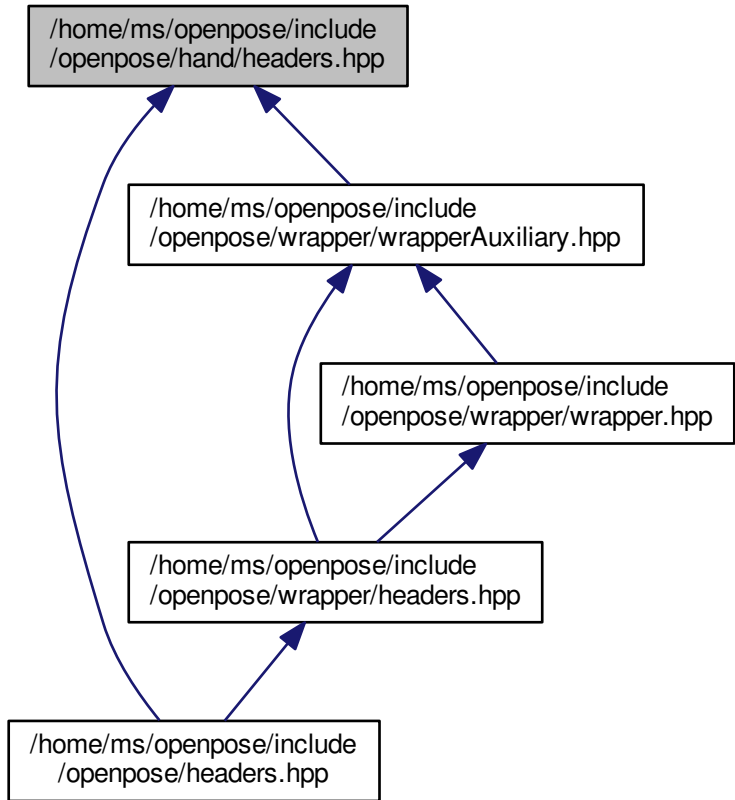 /home/ms/openpose/include
/openpose/hand/headers.hpp
/home/ms/openpose/include
/openpose/wrapper/wrapperAuxiliary.hpp
/home/ms/openpose/include
/openpose/wrapper/wrapper.hpp
/home/ms/openpose/include
/openpose/wrapper/headers.hpp
/home/ms/openpose/include
/openpose/headers.hpp